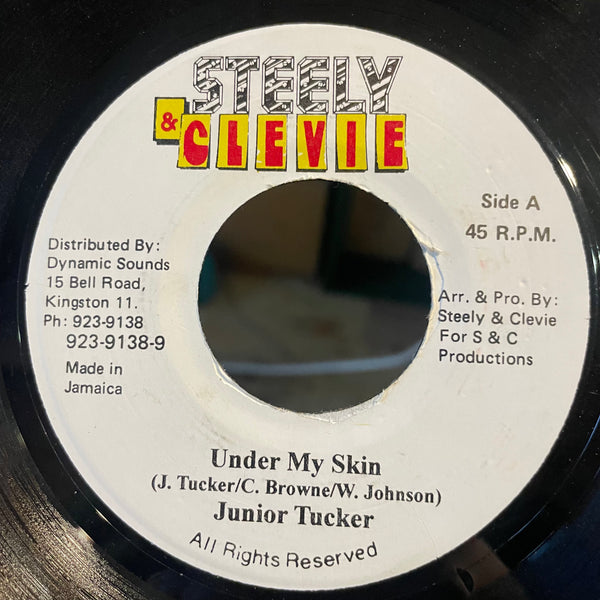 STEELY
& CLEVIE
Side A
45 R.P.M.
Distributed By:
Dynamic Sounds
15 Bell Road,
Kingston 11.
Ph: 923-9138
923-9138-9
Made in
Jamaica
Arr. & Pro. By:
Steely & Clevie
For S & C
Productions
Under My Skin
(J. Tucker/C. Browne/W. Johnson)
Junior Tucker
All Rights Reserved